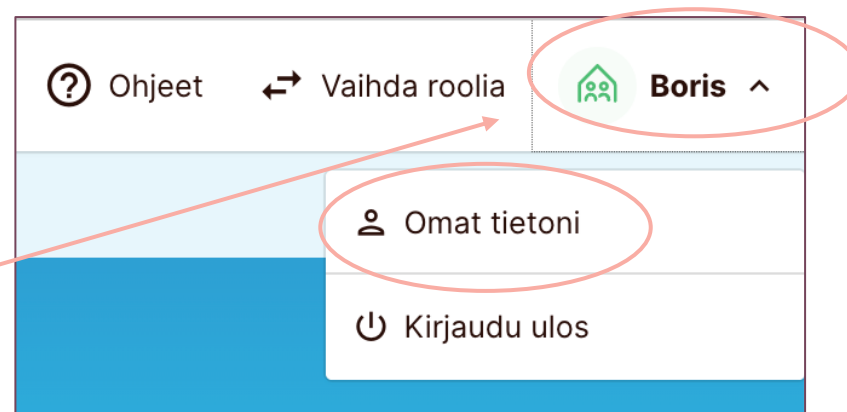 Ohjeet Vaihda roolia Boris
Omat tietoni
Kirjaudu ulos